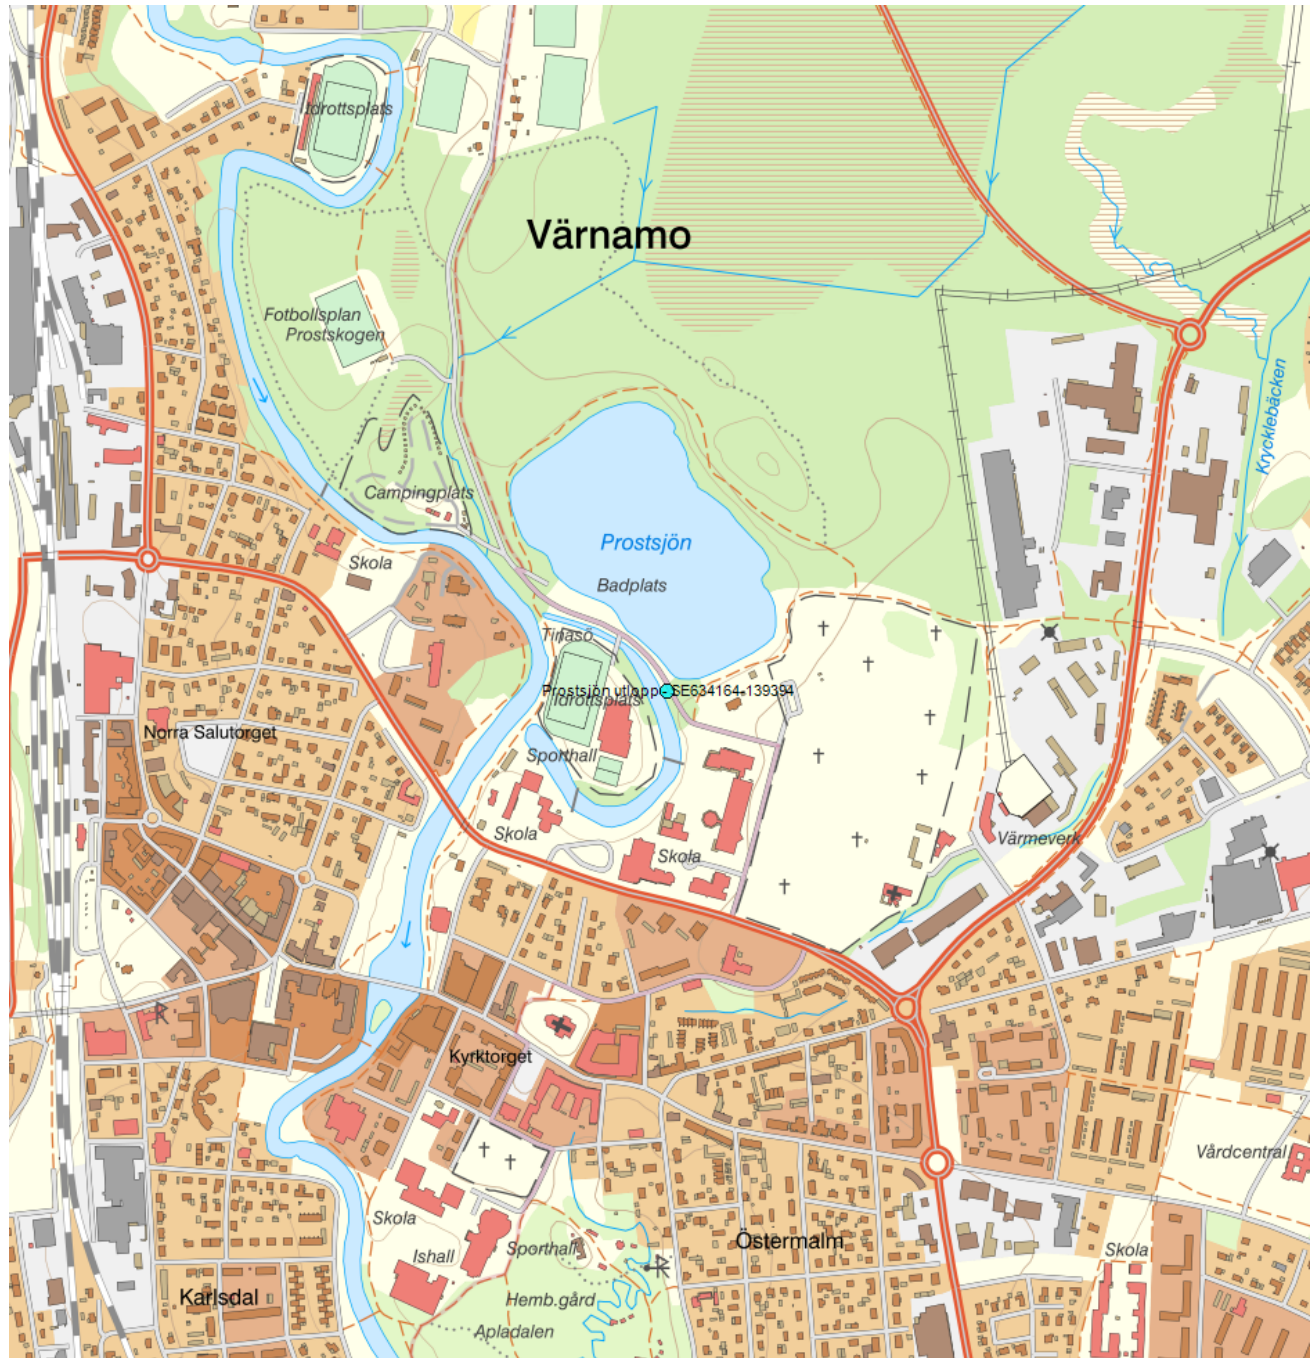 Idrottsplats
Värnamo
Fotbollsplan
Prostskogen
Krycklebäcken
Campingplats
Prostsjön
Skola
Badplats
Tinasö
Prostsjön utlopp - SE634164-139394
Idrottsplats
Norra Salutorget
Sporthall
Skola
Värmeverk
Skola
Kyrktorget
Vårdcentral
Skola
Östermalm
Sporthall
Skola
Ishall
Karlsdal
Hemb.gård
Apladalen